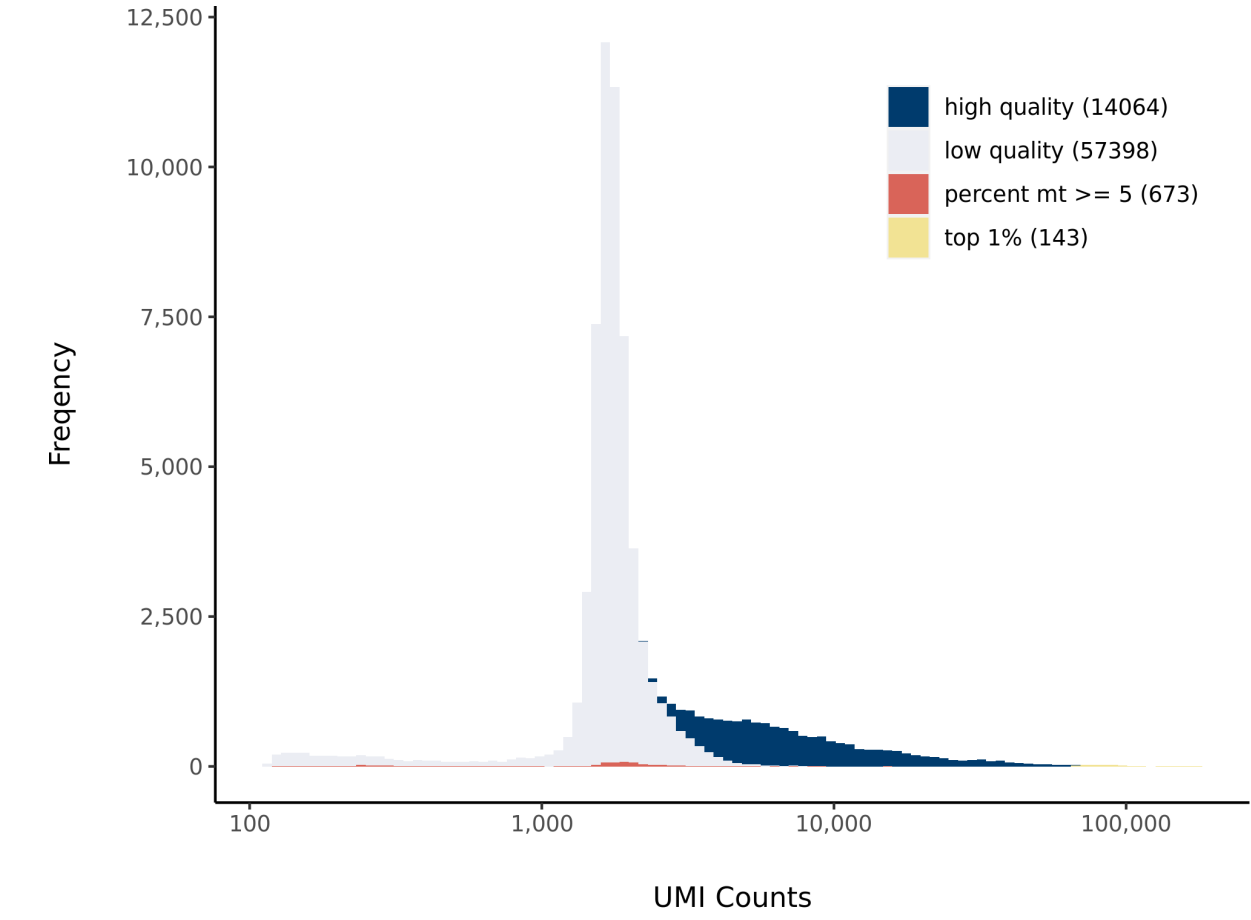 12,500
10,000
7,500
5,000
2,500
0
Freqency
high quality (14064)
low quality (57398)
percent mt >= 5 (673)
top 1% (143)
100 1,000 10,000 100,000
UMI Counts